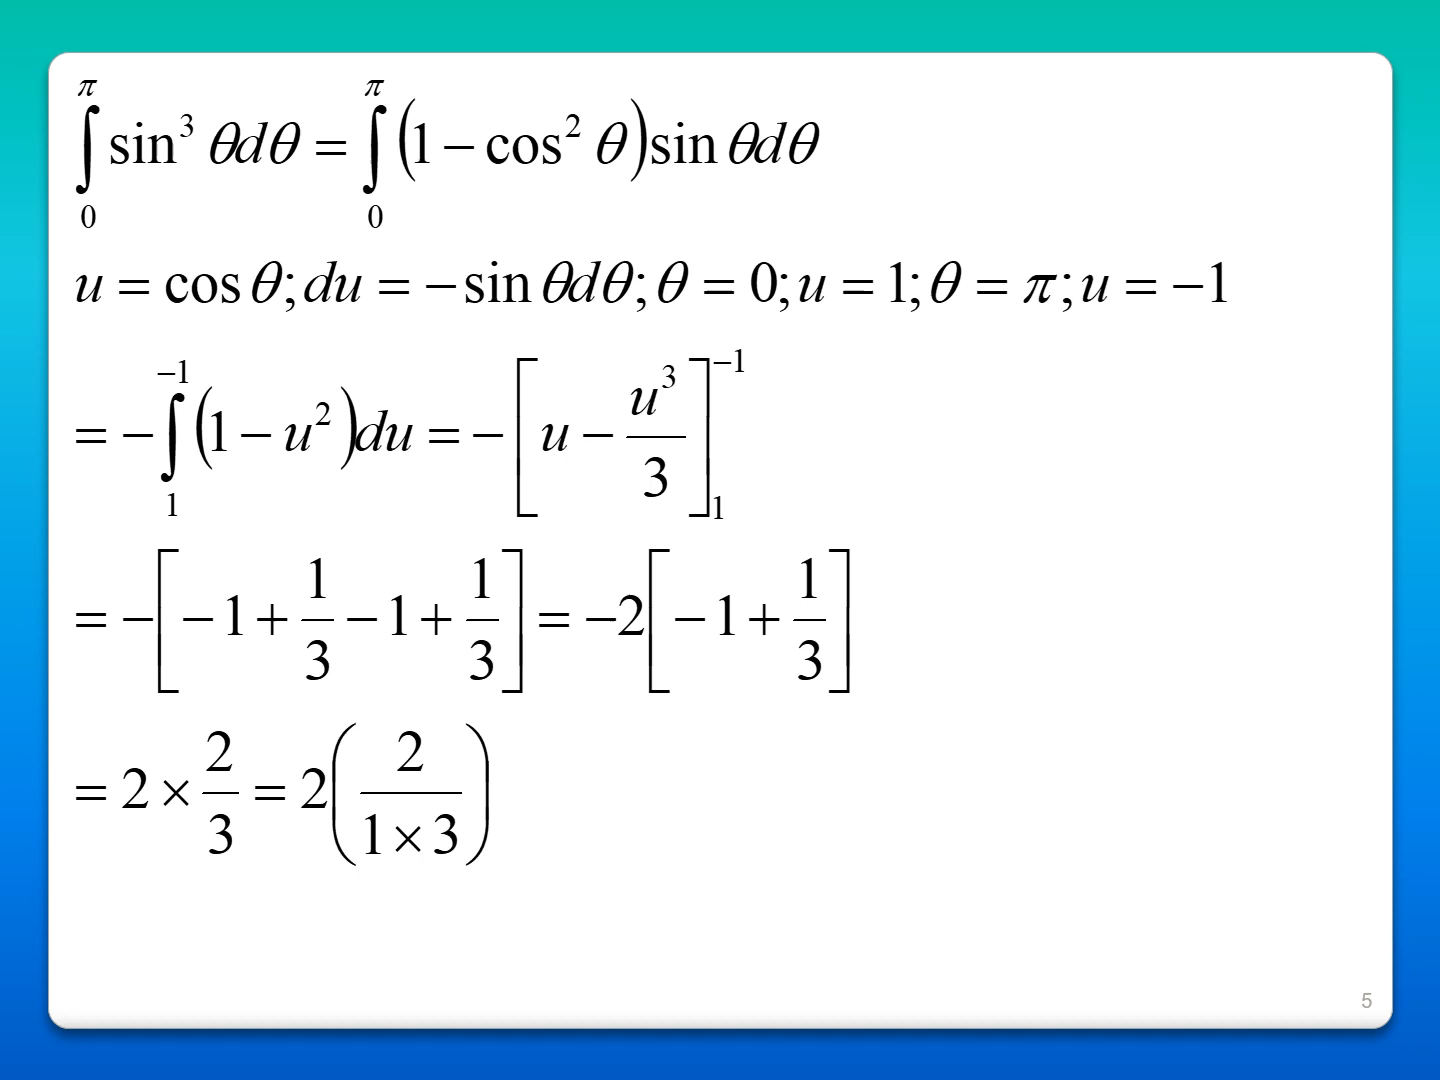 ∫₀^π sin³ θdθ = ∫₀^π (1 − cos² θ) sin θdθ
u = cos θ; du = − sin θdθ; θ = 0; u = 1; θ = π; u = −1
= − ∫₁^−1 (1 − u²) du = − [u − u³/3]₁^−1
= − [− 1 + 1/3 − 1 + 1/3] = −2 [− 1 + 1/3]
= 2 × 2/3 = 2 (2/(1 × 3))
5